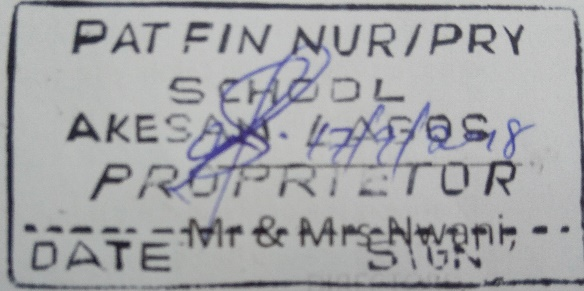 PAT FIN NUR/PRY
SCHOOL
AKESAN LAGOS
PROPRIETOR
Mr & Mrs Nwani,
DATE SIGN